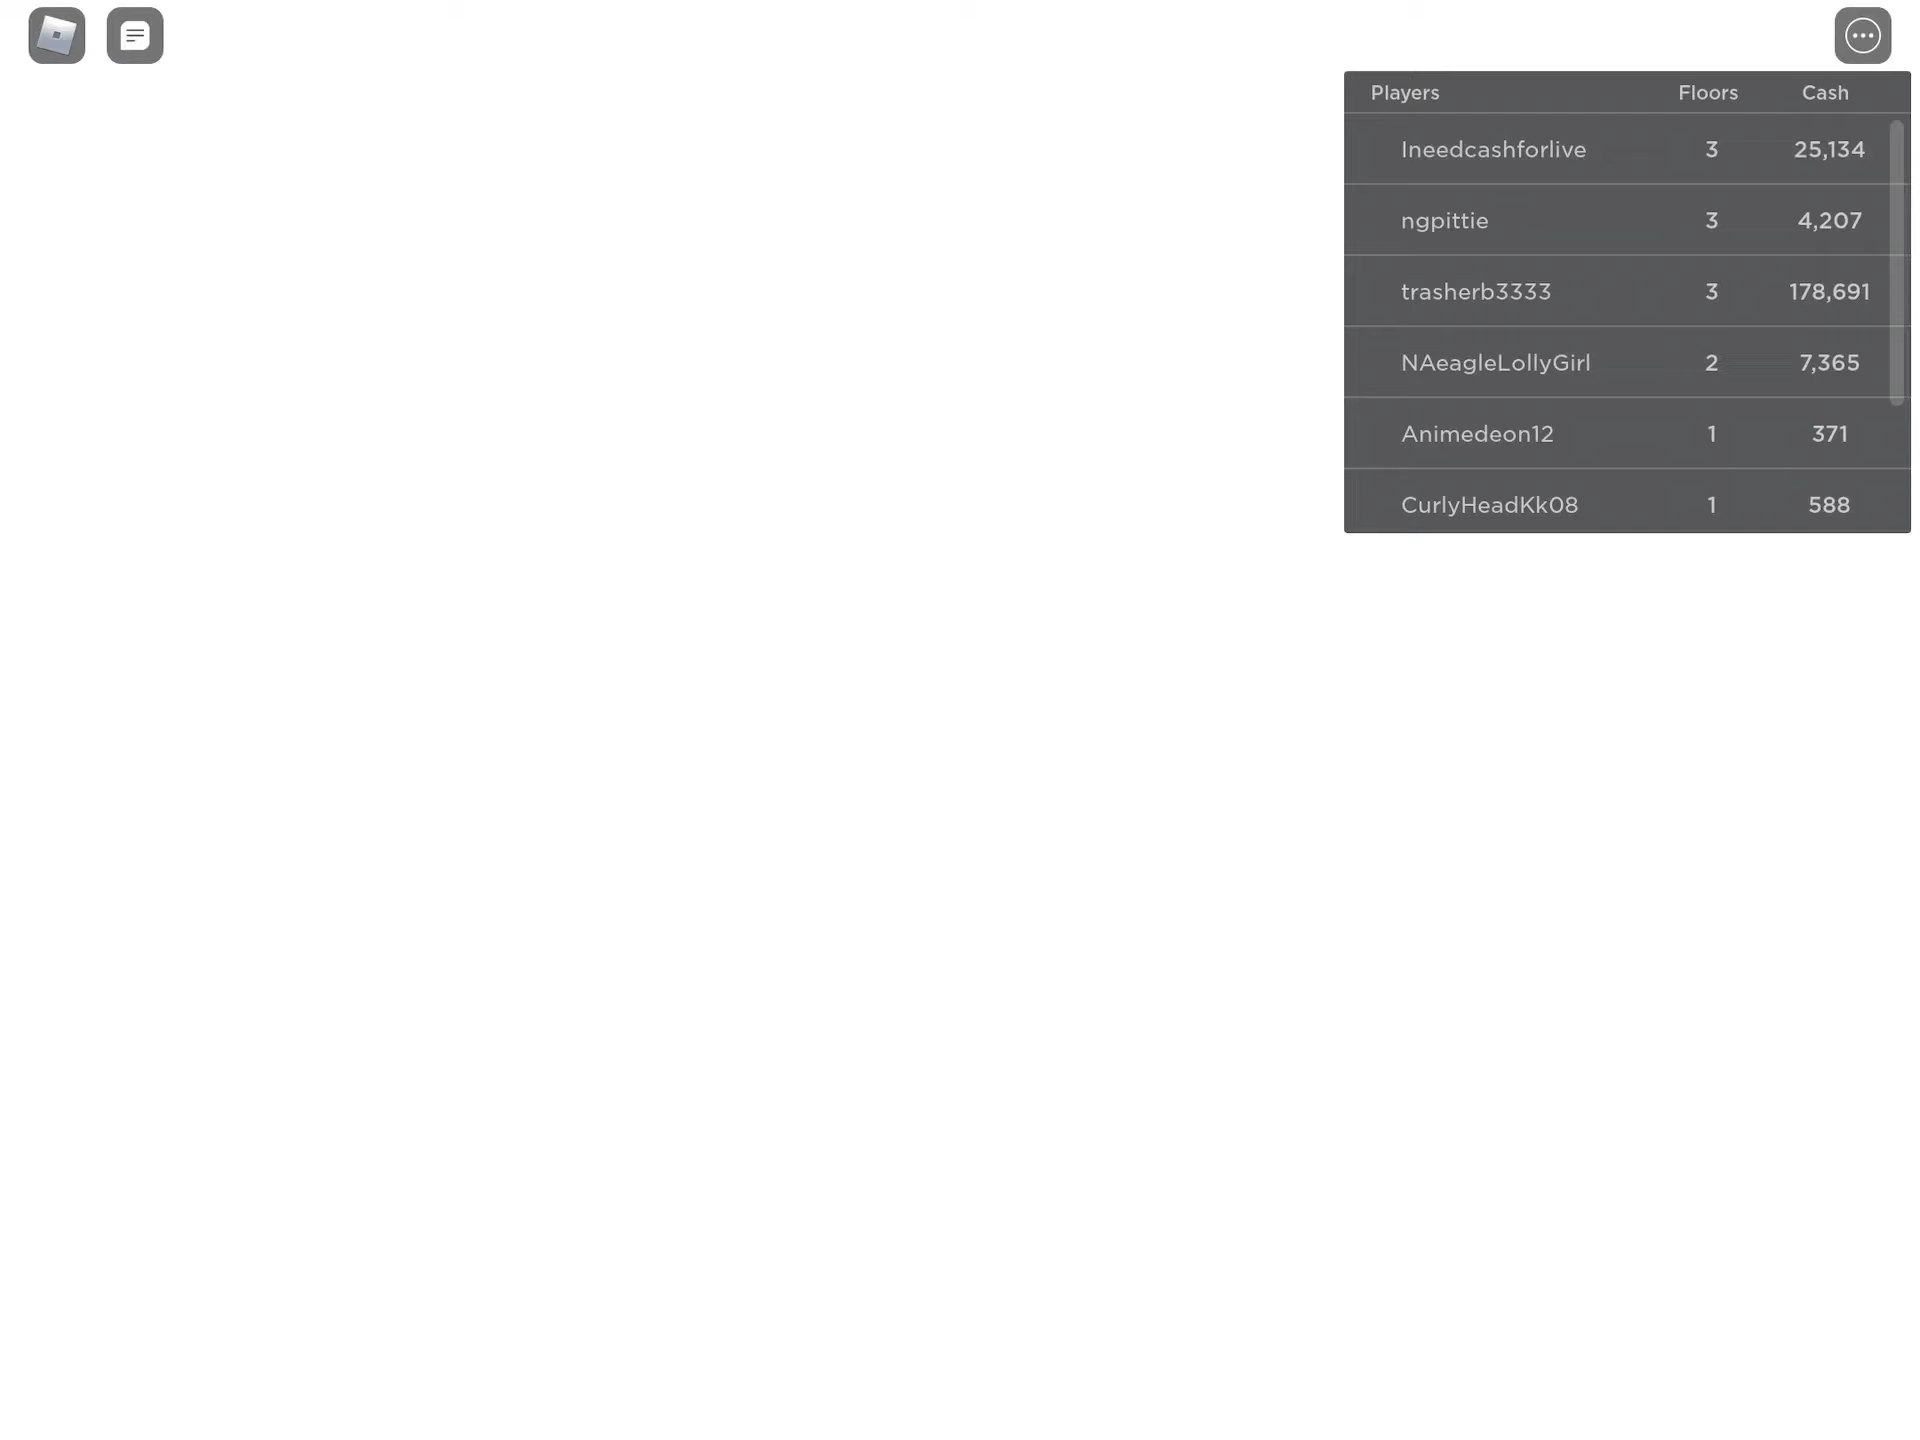 Players Floors Cash
Ineedcashforlive 3 25,134
ngpittie 3 4,207
trasherb3333 3 178,691
NAeagleLollyGirl 2 7,365
Animedeon12 1 371
CurlyHeadKk08 1 588